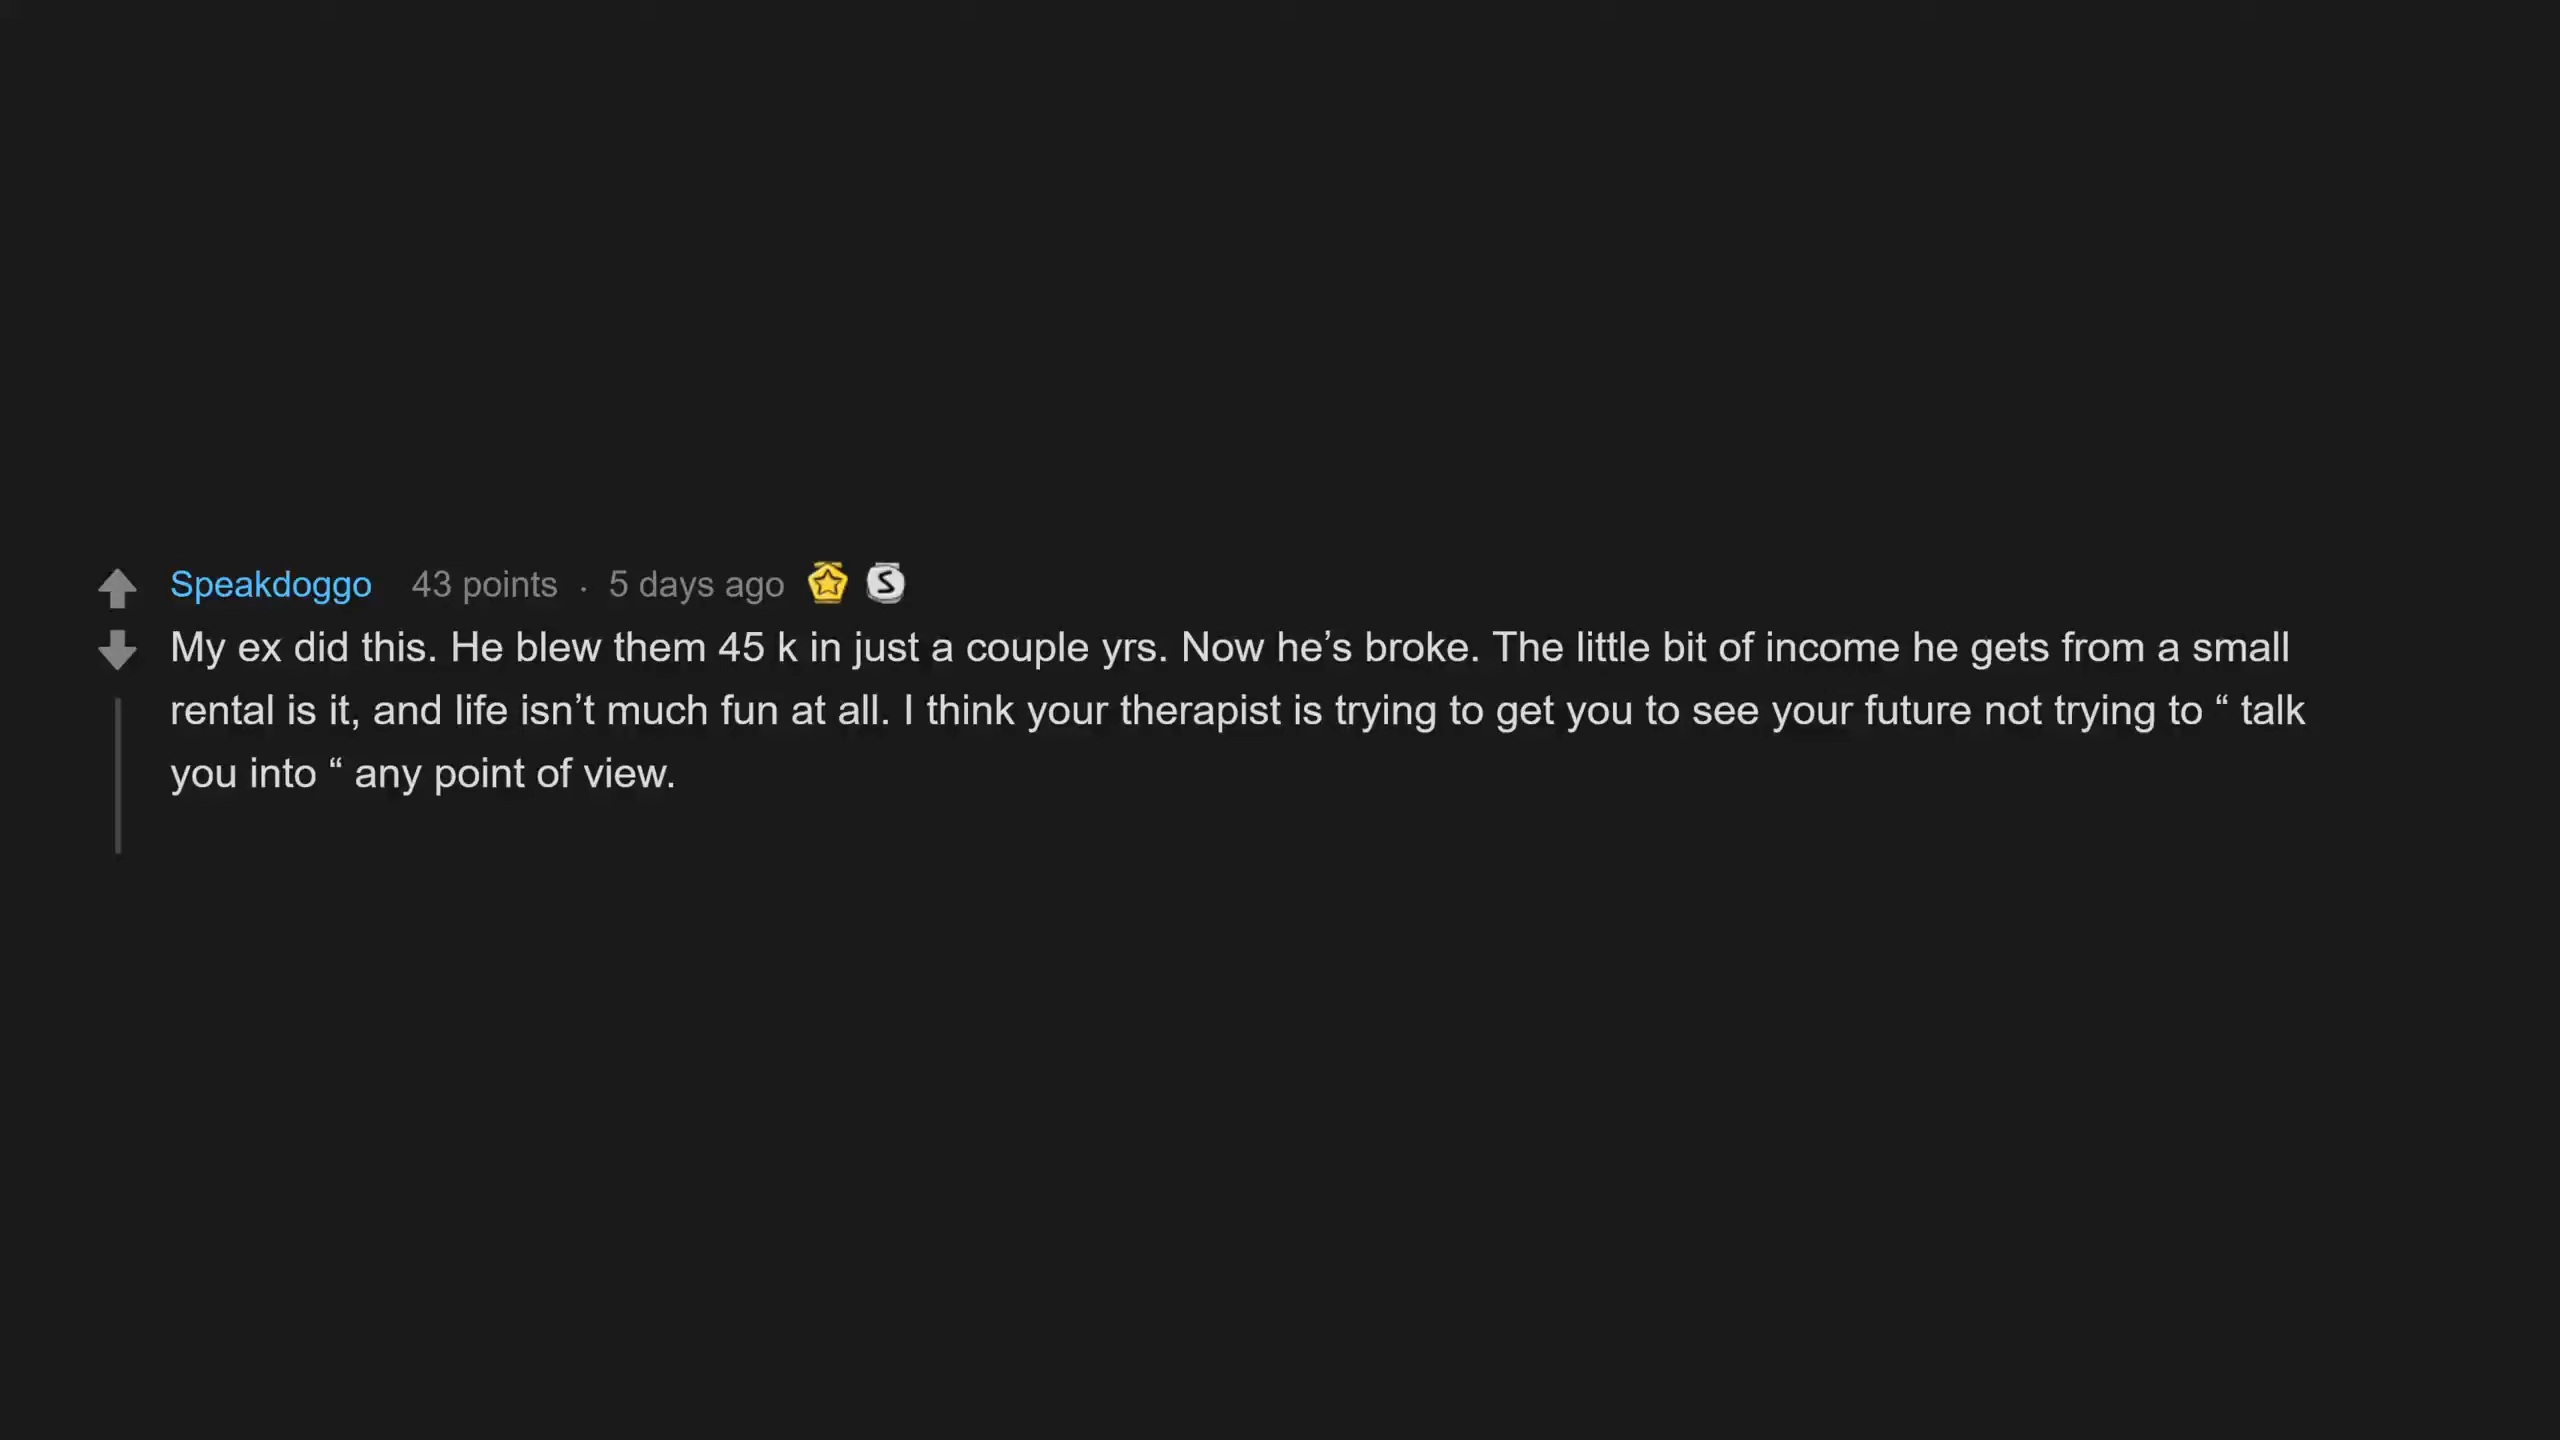 Speakdoggo 43 points · 5 days ago S
My ex did this. He blew them 45 k in just a couple yrs. Now he’s broke. The little bit of income he gets from a small
rental is it, and life isn’t much fun at all. I think your therapist is trying to get you to see your future not trying to “ talk
you into “ any point of view.